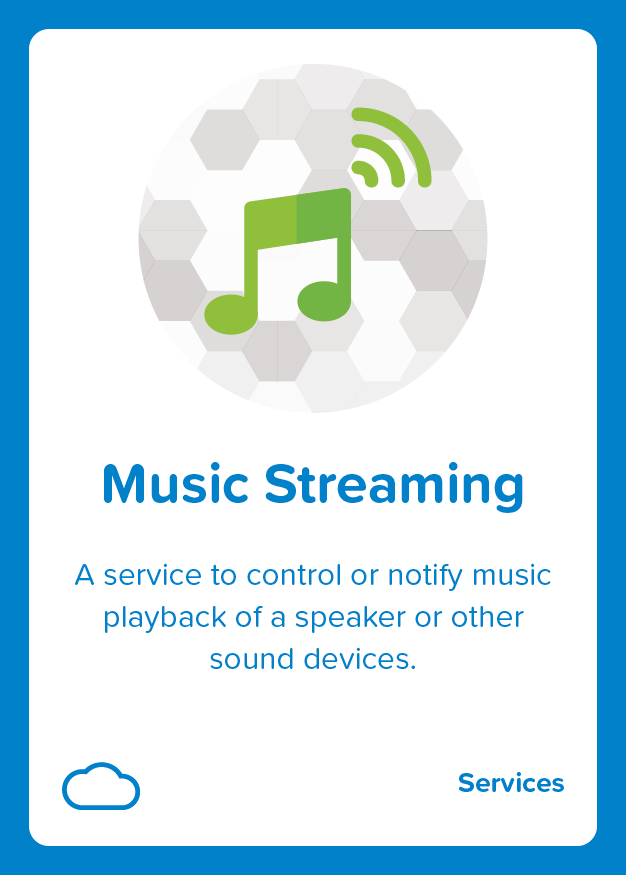 Music Streaming
A service to control or notify music
playback of a speaker or other
sound devices.
Services